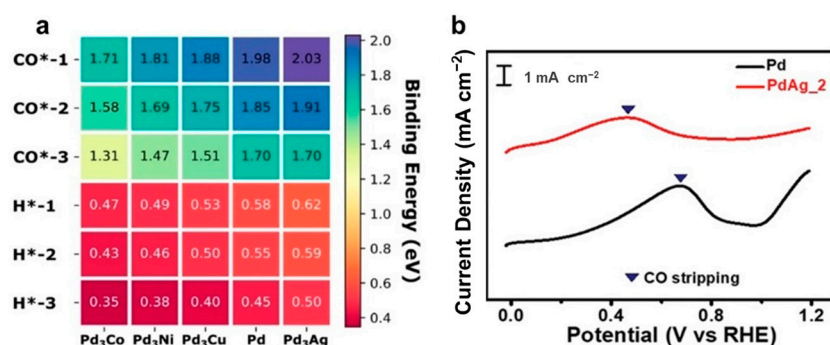 a
CO*-1 1.71 1.81 1.88 1.98 2.03
CO*-2 1.58 1.69 1.75 1.85 1.91
CO*-3 1.31 1.47 1.51 1.70 1.70
H*-1 0.47 0.49 0.53 0.58 0.62
H*-2 0.43 0.46 0.50 0.55 0.59
H*-3 0.35 0.38 0.40 0.45 0.50
Pd₃Co Pd₃Ni Pd₃Cu Pd Pd₃Ag
2.0
1.8
1.6
1.4
1.2
1.0
0.8
0.6
0.4
Binding Energy (eV)
b
Current Density (mA cm⁻²)
1 mA cm⁻²
Pd
PdAg_2
CO stripping
0.0 0.4 0.8 1.2
Potential (V vs RHE)